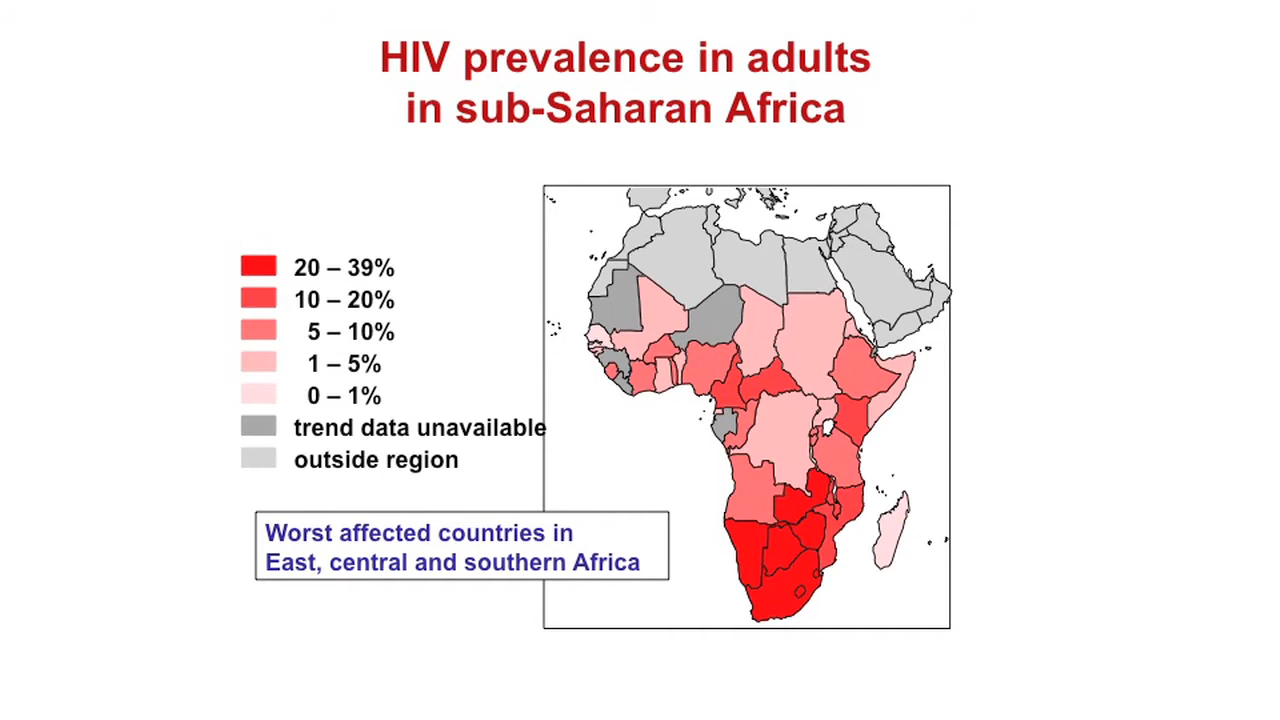 HIV prevalence in adults
in sub-Saharan Africa
20 – 39%
10 – 20%
5 – 10%
1 – 5%
0 – 1%
trend data unavailable
outside region
Worst affected countries in
East, central and southern Africa